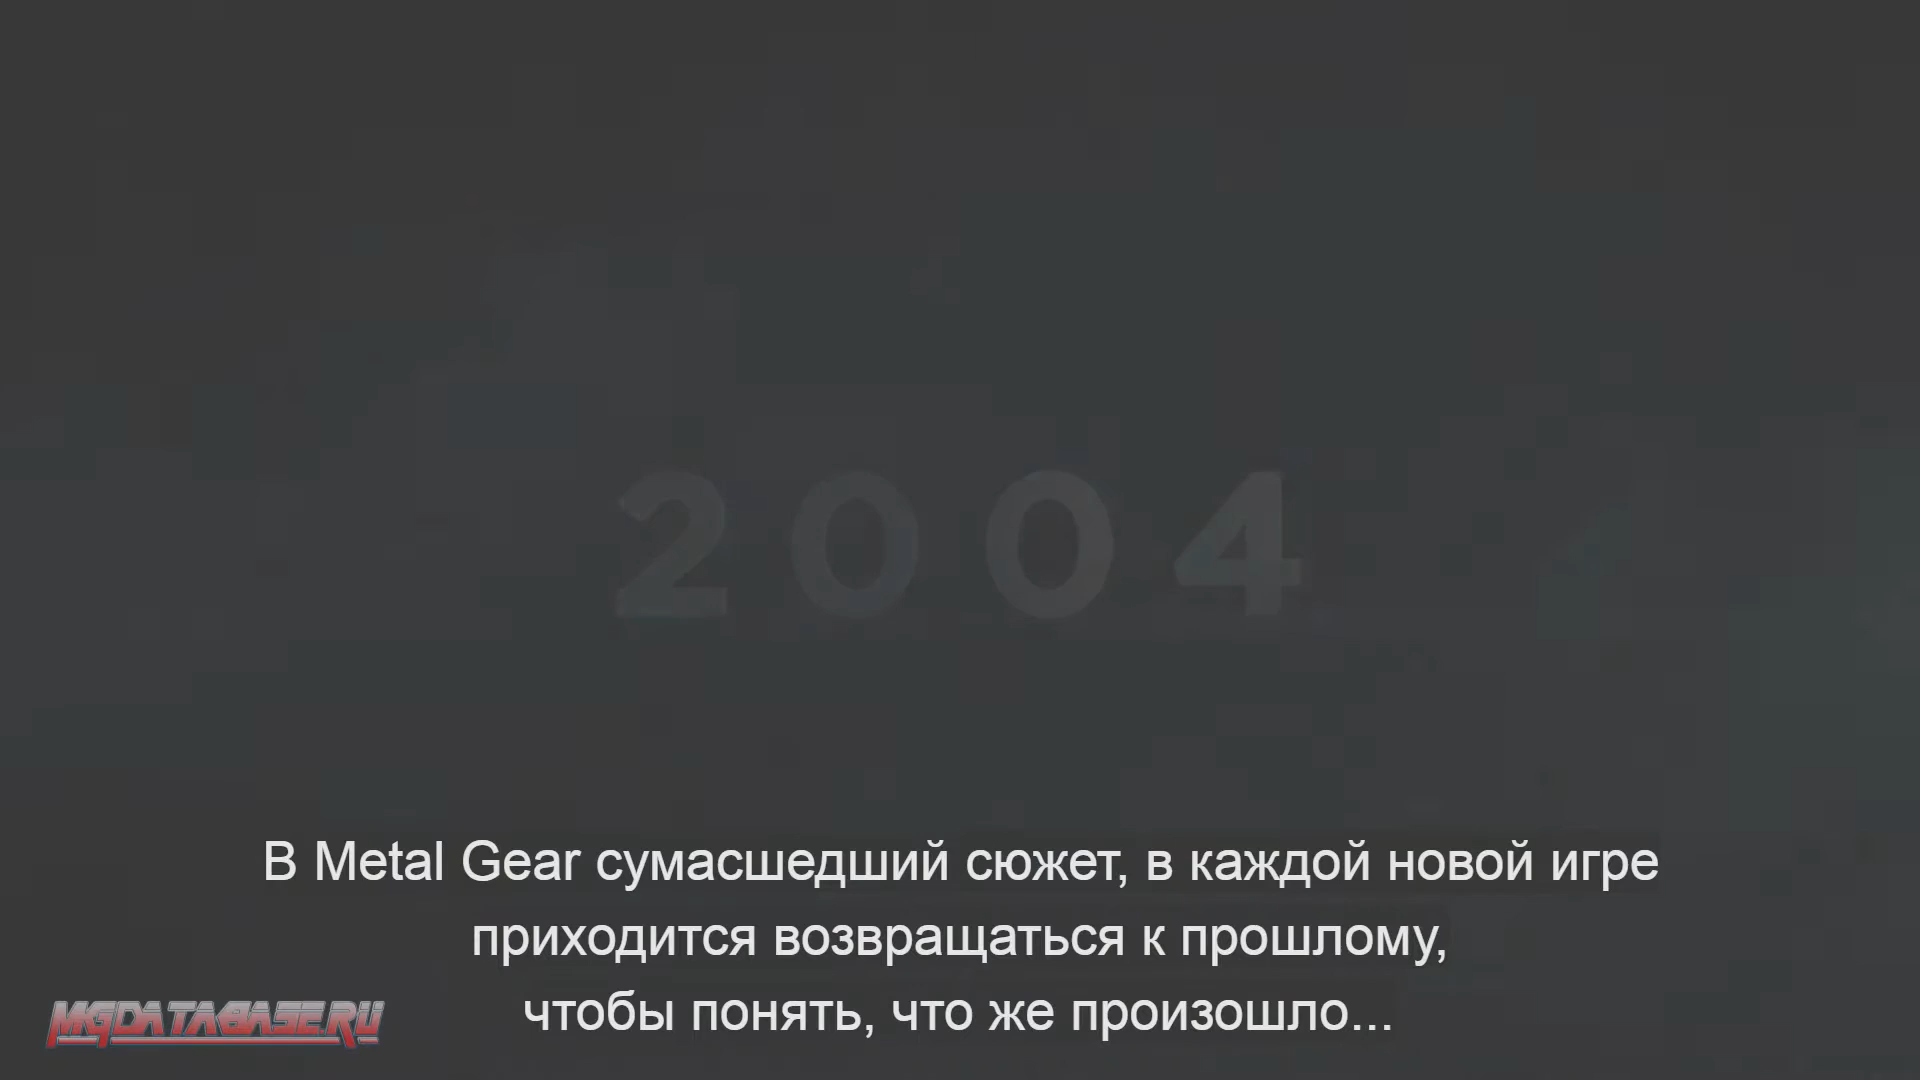 2004
В Metal Gear сумасшедший сюжет, в каждой новой игре
приходится возвращаться к прошлому,
чтобы понять, что же произошло...
MGDATABASE.RU